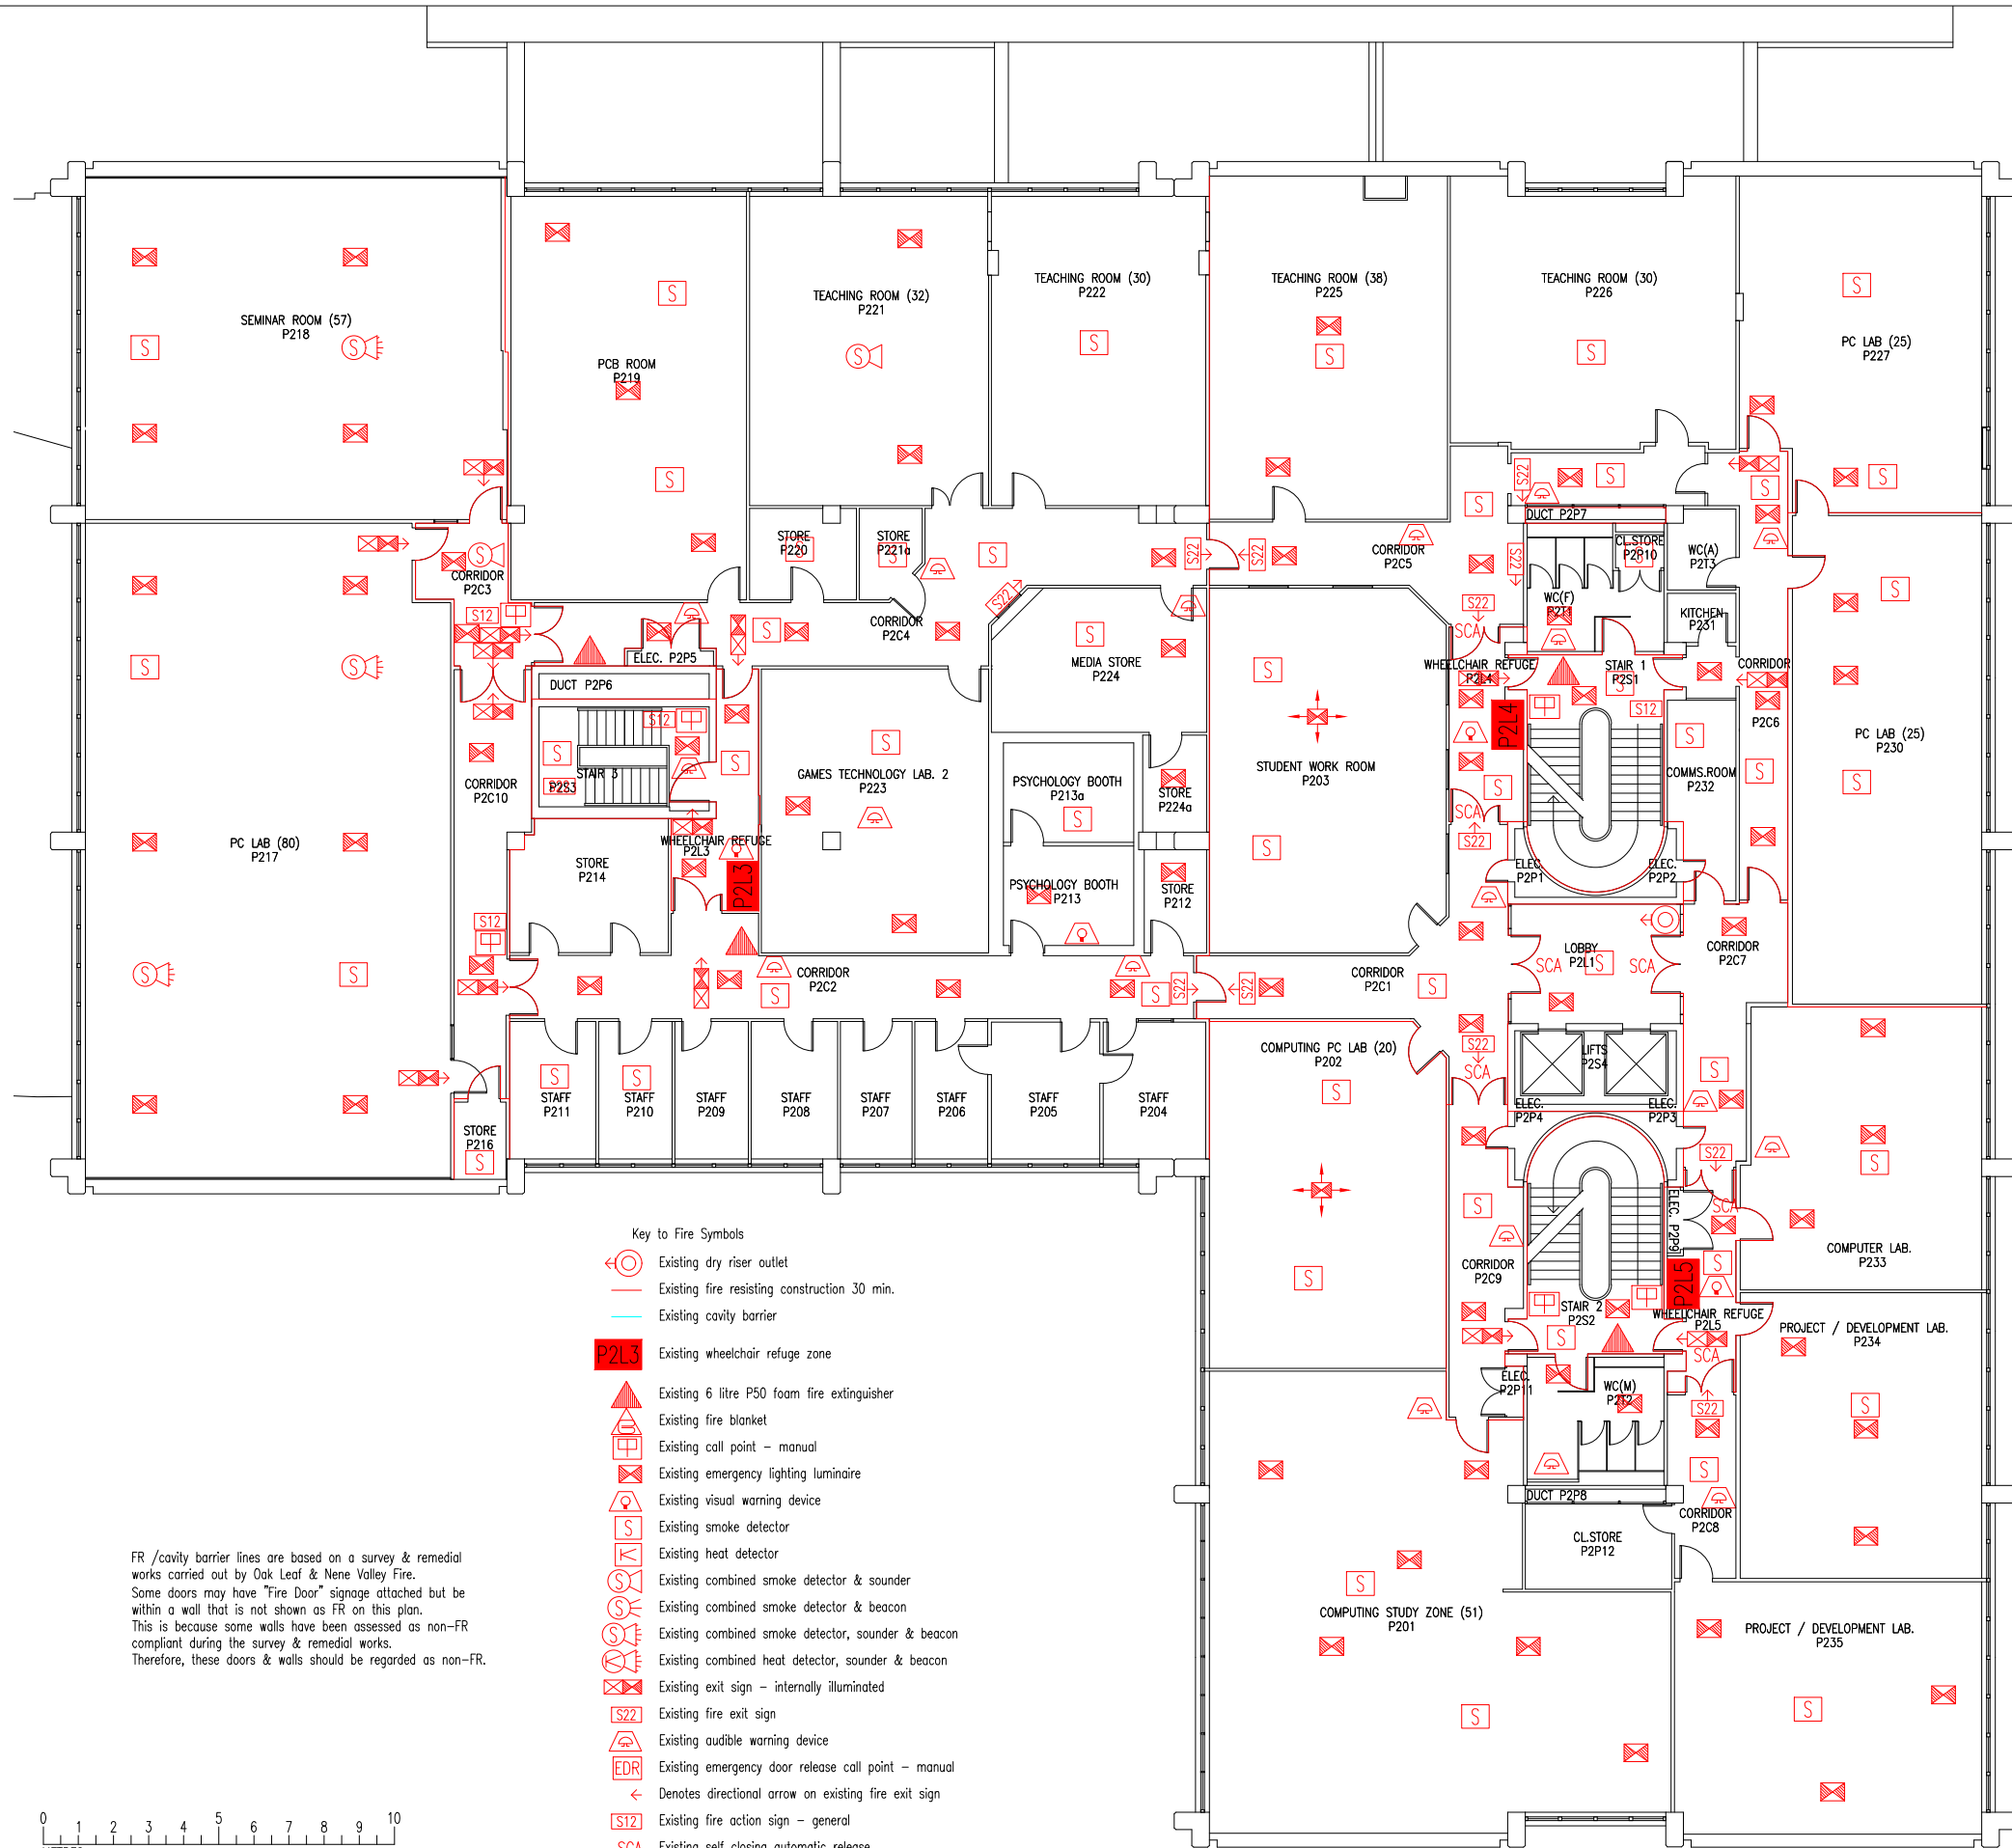 SEMINAR ROOM (57)
P218
PCB ROOM
P219
TEACHING ROOM (32)
P221
TEACHING ROOM (30)
P222
TEACHING ROOM (38)
P225
TEACHING ROOM (30)
P226
PC LAB (25)
P227
STORE
P220
STORE
P221a
CORRIDOR
P2C3
CORRIDOR
P2C4
CORRIDOR
P2C5
DUCT P2P7
CL.STORE
P2P10
WC(A)
P2T3
WC(F)
P2T1
KITCHEN
P231
ELEC. P2P5
DUCT P2P6
MEDIA STORE
P224
WHEELCHAIR REFUGE
P2L4
P2L4
STAIR 1
P2S1
CORRIDOR
P2C6
STAIR 3
P2S3
CORRIDOR
P2C10
GAMES TECHNOLOGY LAB. 2
P223
PSYCHOLOGY BOOTH
P213a
STORE
P224a
STUDENT WORK ROOM
P203
COMMS.ROOM
P232
PC LAB (25)
P230
PC LAB (80)
P217
STORE
P214
WHEELCHAIR REFUGE
P2L3
P2L3
PSYCHOLOGY BOOTH
P213
STORE
P212
ELEC.
P2P1
ELEC.
P2P2
LOBBY
P2L1
CORRIDOR
P2C7
CORRIDOR
P2C2
CORRIDOR
P2C1
LIFTS
P2S4
COMPUTING PC LAB (20)
P202
STAFF
P211
STAFF
P210
STAFF
P209
STAFF
P208
STAFF
P207
STAFF
P206
STAFF
P205
STAFF
P204
STORE
P216
ELEC.
P2P4
ELEC.
P2P3
ELEC. P2P9
COMPUTER LAB.
P233
CORRIDOR
P2C9
STAIR 2
P2S2
P2L5
WHEELCHAIR REFUGE
P2L5
PROJECT / DEVELOPMENT LAB.
P234
ELEC.
P2P11
WC(M)
P2T2
DUCT P2P8
CORRIDOR
P2C8
CL.STORE
P2P12
COMPUTING STUDY ZONE (51)
P201
PROJECT / DEVELOPMENT LAB.
P235
S12
S22
SCA
S
Key to Fire Symbols
Existing dry riser outlet
Existing fire resisting construction 30 min.
Existing cavity barrier
P2L3 Existing wheelchair refuge zone
Existing 6 litre P50 foam fire extinguisher
Existing fire blanket
Existing call point - manual
Existing emergency lighting luminaire
Existing visual warning device
S Existing smoke detector
Existing heat detector
S Existing combined smoke detector & sounder
S Existing combined smoke detector & beacon
S Existing combined smoke detector, sounder & beacon
Existing combined heat detector, sounder & beacon
Existing exit sign - internally illuminated
S22 Existing fire exit sign
Existing audible warning device
EDR Existing emergency door release call point - manual
Denotes directional arrow on existing fire exit sign
S12 Existing fire action sign - general
SCA Existing self closing automatic release
FR /cavity barrier lines are based on a survey & remedial
works carried out by Oak Leaf & Nene Valley Fire.
Some doors may have "Fire Door" signage attached but be
within a wall that is not shown as FR on this plan.
This is because some walls have been assessed as non-FR
compliant during the survey & remedial works.
Therefore, these doors & walls should be regarded as non-FR.
0 1 2 3 4 5 6 7 8 9 10